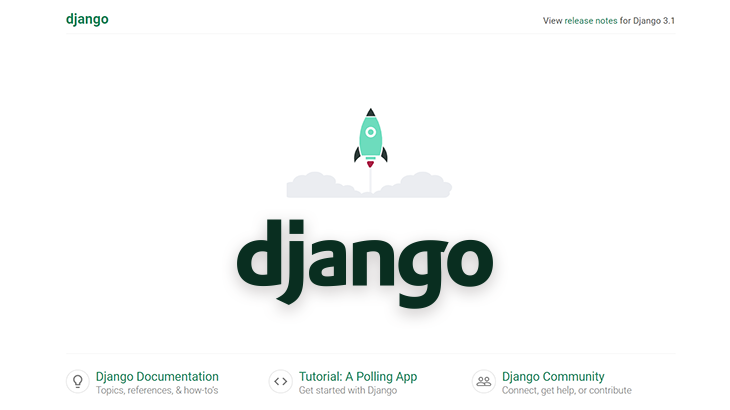 django
View release notes for Django 3.1
django
Django Documentation
Topics, references, & how-to's
Tutorial: A Polling App
Get started with Django
Django Community
Connect, get help, or contribute